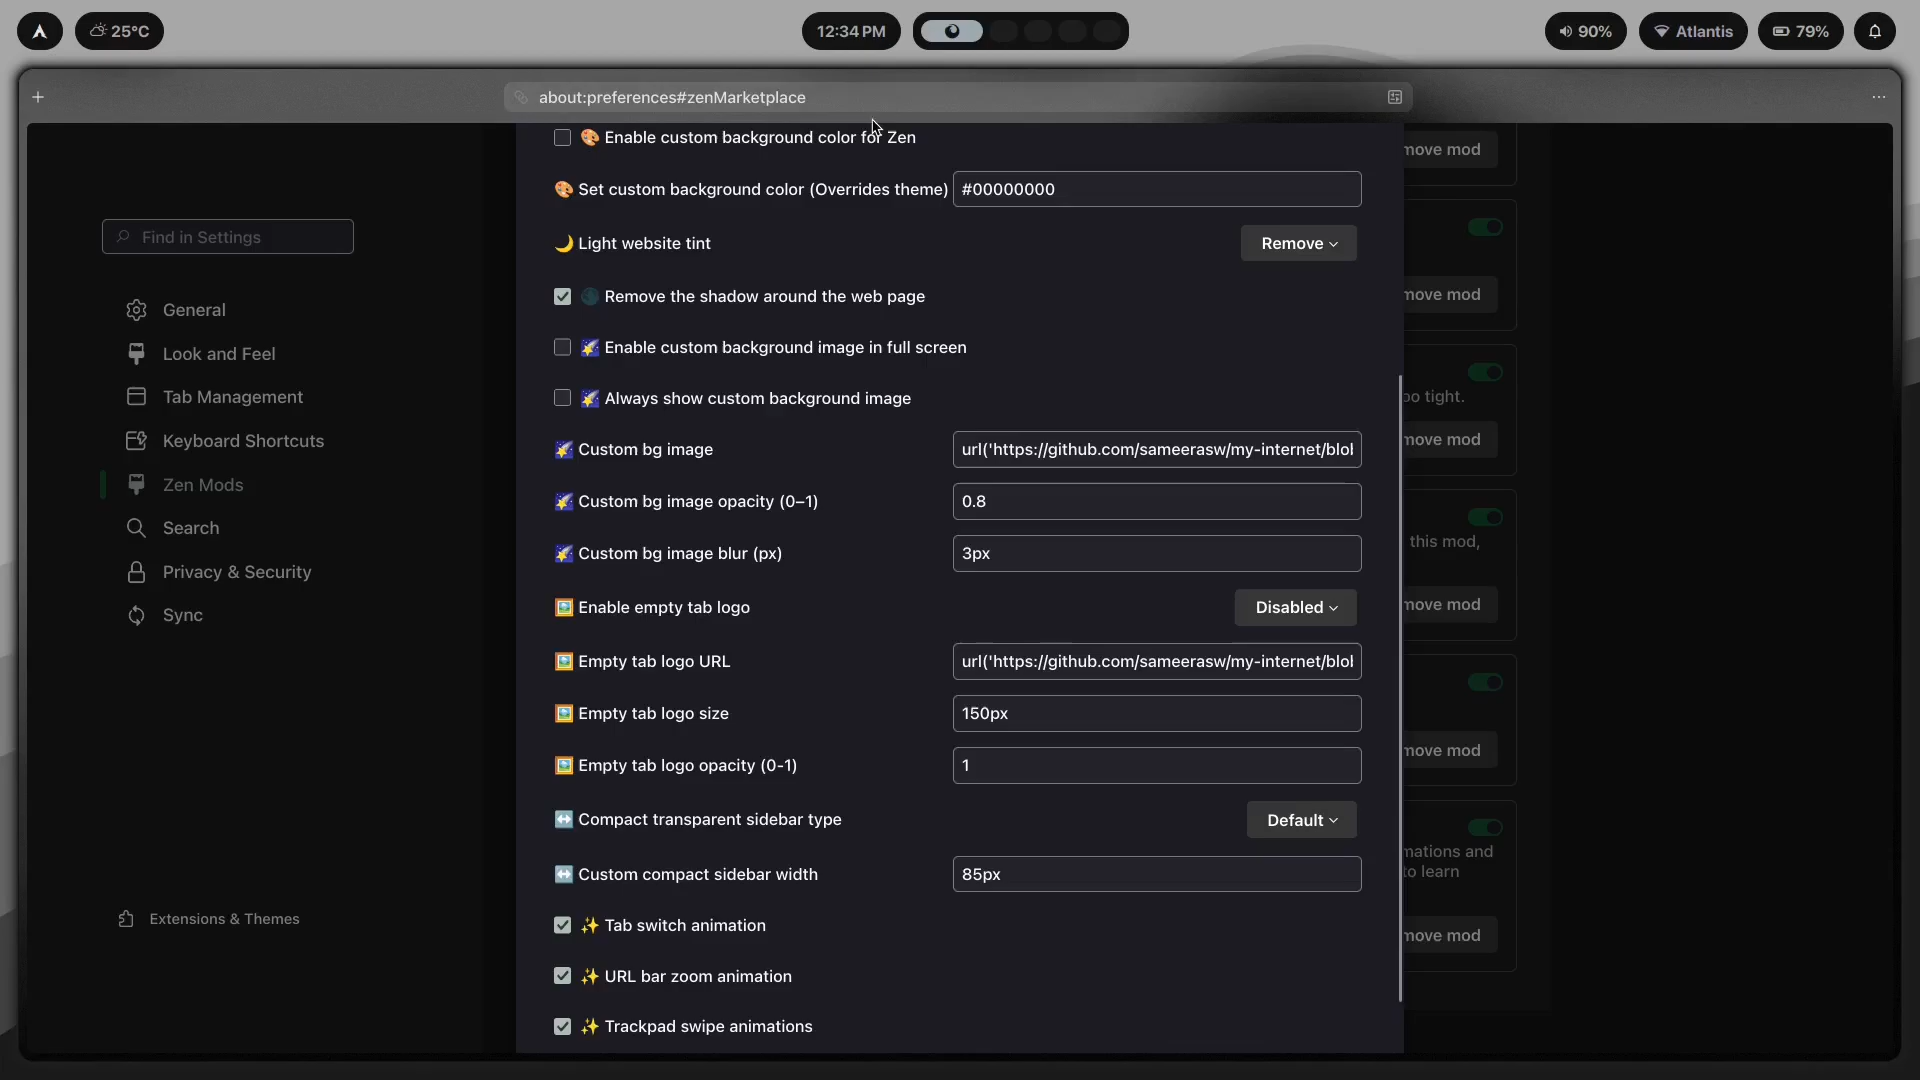 25°C
12:34 PM
90%
Atlantis
79%
about:preferences#zenMarketplace
Enable custom background color for Zen
Set custom background color (Overrides theme)
#00000000
Light website tint
Remove
Remove the shadow around the web page
Enable custom background image in full screen
Always show custom background image
Custom bg image
url('https://github.com/sameerasw/my-internet/blob
Custom bg image opacity (0–1)
0.8
Custom bg image blur (px)
3px
Enable empty tab logo
Disabled
Empty tab logo URL
url('https://github.com/sameerasw/my-internet/blob
Empty tab logo size
150px
Empty tab logo opacity (0-1)
1
Compact transparent sidebar type
Default
Custom compact sidebar width
85px
Tab switch animation
URL bar zoom animation
Trackpad swipe animations
Find in Settings
General
Look and Feel
Tab Management
Keyboard Shortcuts
Zen Mods
Search
Privacy & Security
Sync
Extensions & Themes
move mod
move mod
oo tight.
move mod
this mod,
move mod
move mod
mations and
to learn
move mod